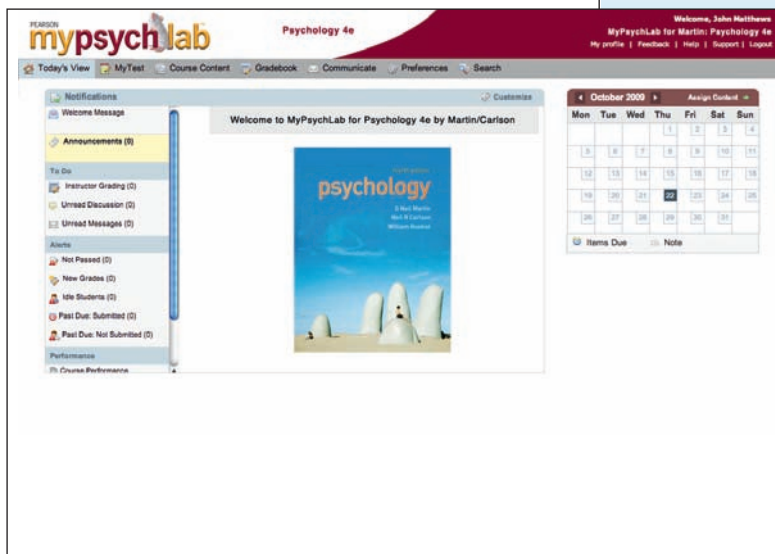 PEARSON
mypsychlab
Psychology 4e
Welcome, John Matthews
MyPsychLab for Martin: Psychology 4e
My profile | Feedback | Help | Support | Logout
Today's View MyTest Course Content Gradebook Communicate Preferences Search
Notifications Customize
Welcome Message
Announcements (0)
To Do
Instructor Grading (0)
Unread Discussion (0)
Unread Messages (0)
Alerts
Not Passed (0)
New Grades (0)
Idle Students (0)
Past Due: Submitted (0)
Past Due: Not Submitted (0)
Performance
Course Performance
Welcome to MyPsychLab for Psychology 4e by Martin/Carlson
psychology
G Neil Martin
Neil R Carlson
William Buskist
October 2009 Assign Content
Mon Tue Wed Thu Fri Sat Sun
1 2 3 4
5 6 7 8 9 10 11
12 13 14 15 16 17 18
19 20 21 22 23 24 25
26 27 28 29 30 31
Items Due Note